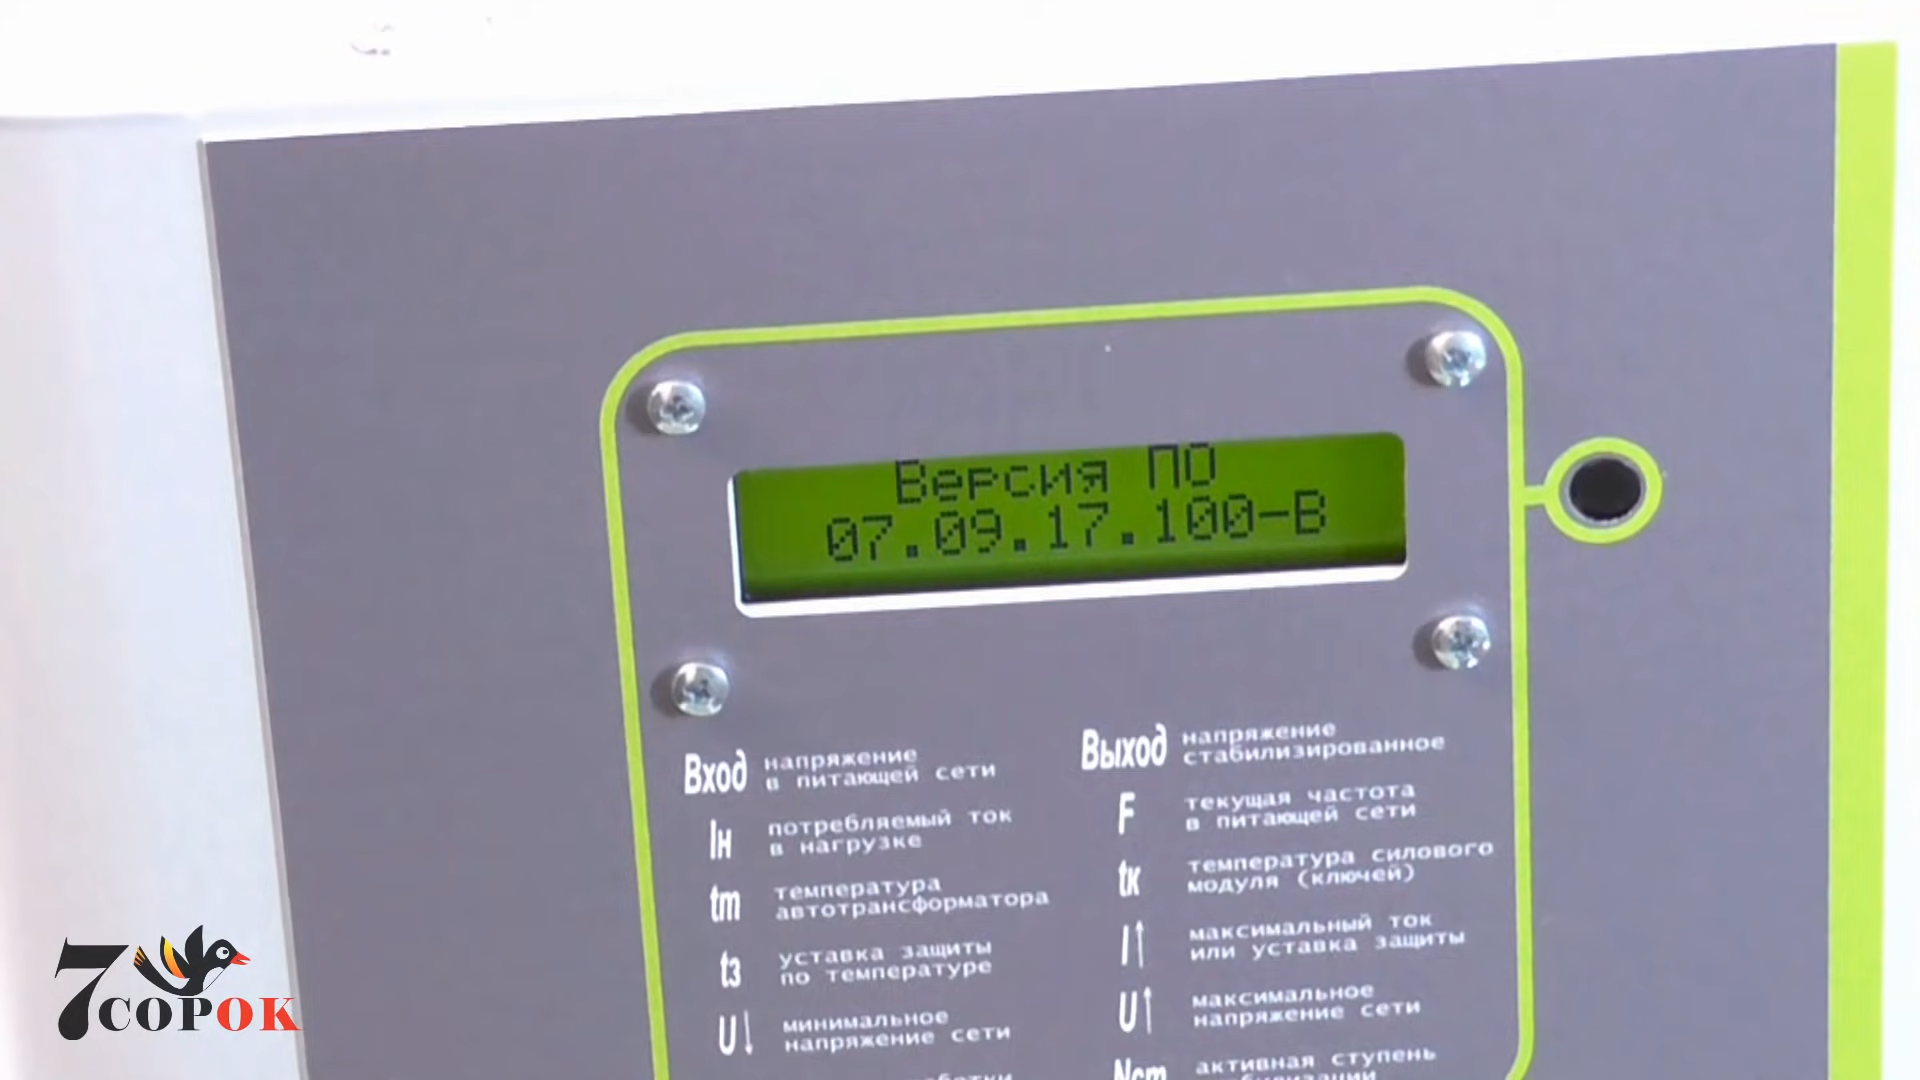 Версия ПО
07.09.17.100-В
Вход напряжение
в питающей сети
Iн потребляемый ток
в нагрузке
tт температура
автотрансформатора
tз уставка защиты
по температуре
U↓ минимальное
напряжение сети
Выход напряжение
стабилизированное
F текущая частота
в питающей сети
tк температура силового
модуля (ключей)
I↑ максимальный ток
или уставка защиты
U↑ максимальное
напряжение сети
Nст активная ступень
7СОРОК